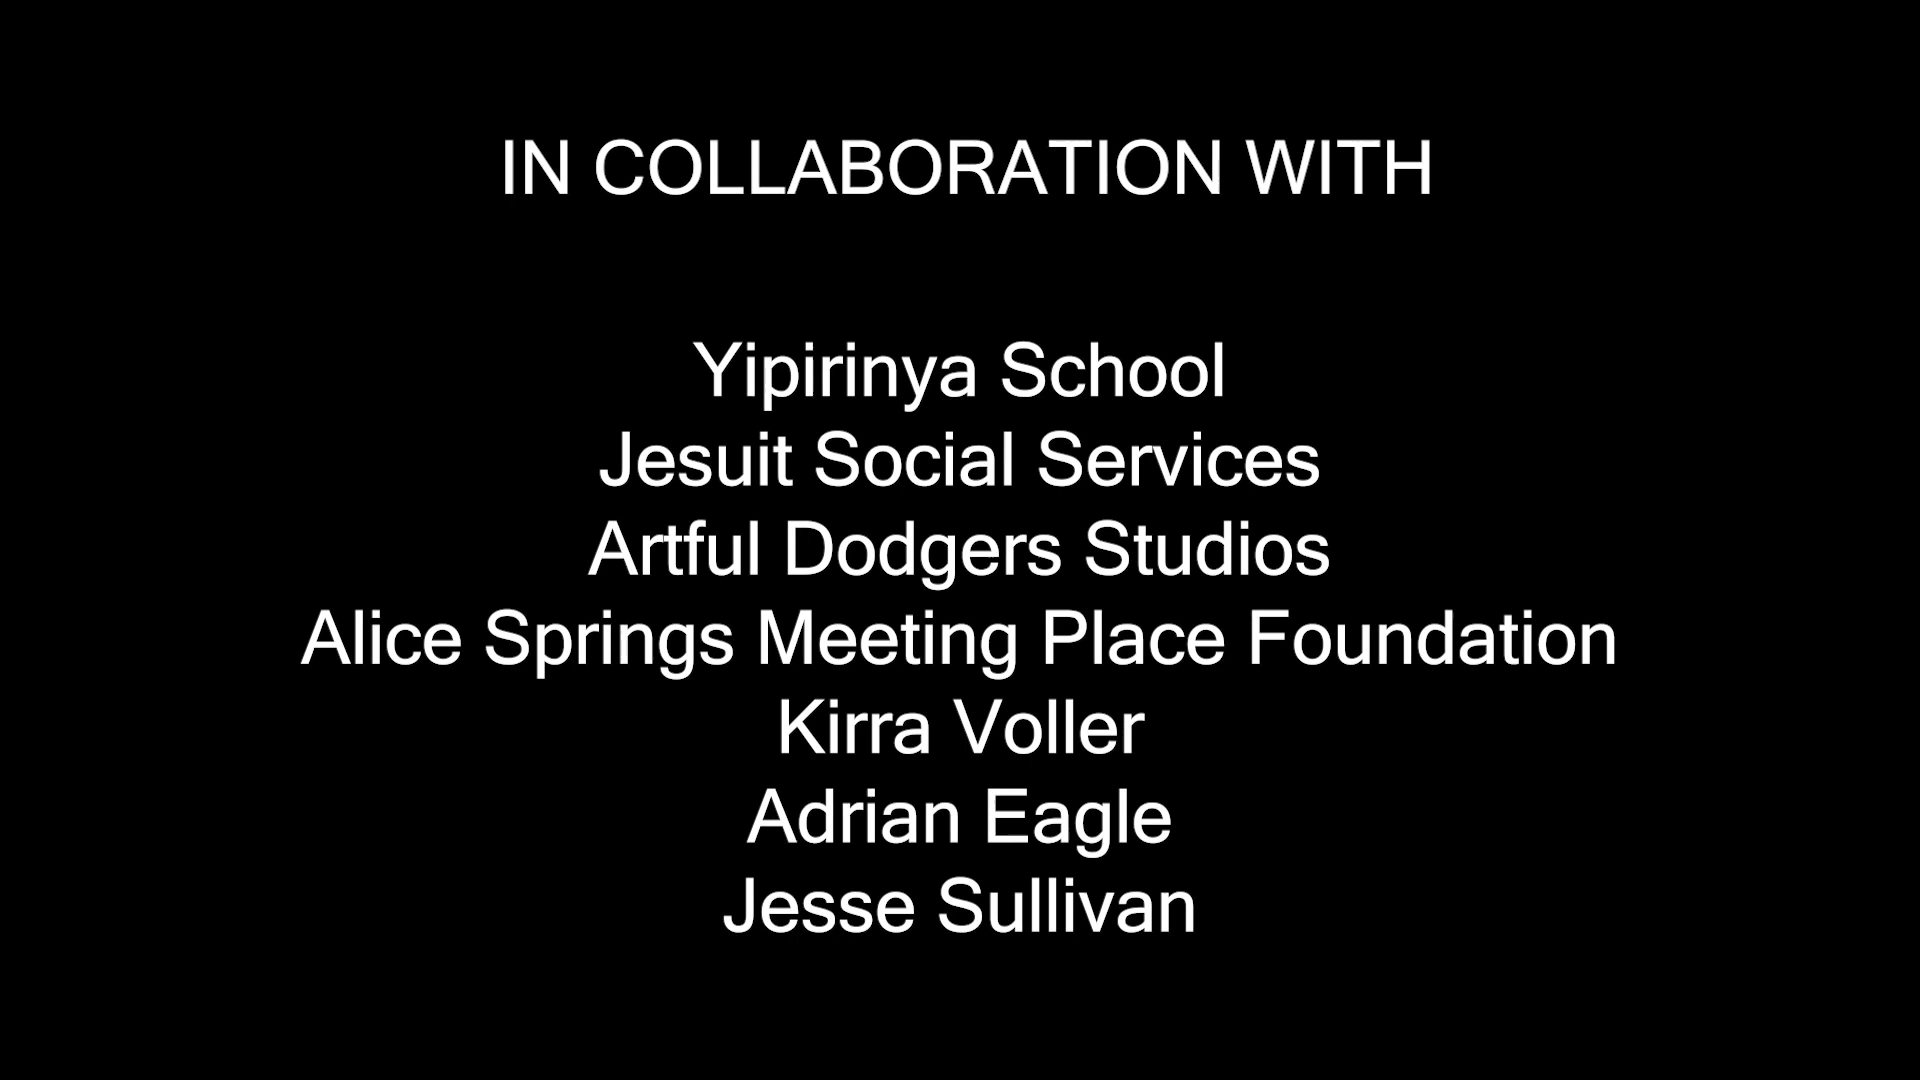 IN COLLABORATION WITH
Yipirinya School
Jesuit Social Services
Artful Dodgers Studios
Alice Springs Meeting Place Foundation
Kirra Voller
Adrian Eagle
Jesse Sullivan